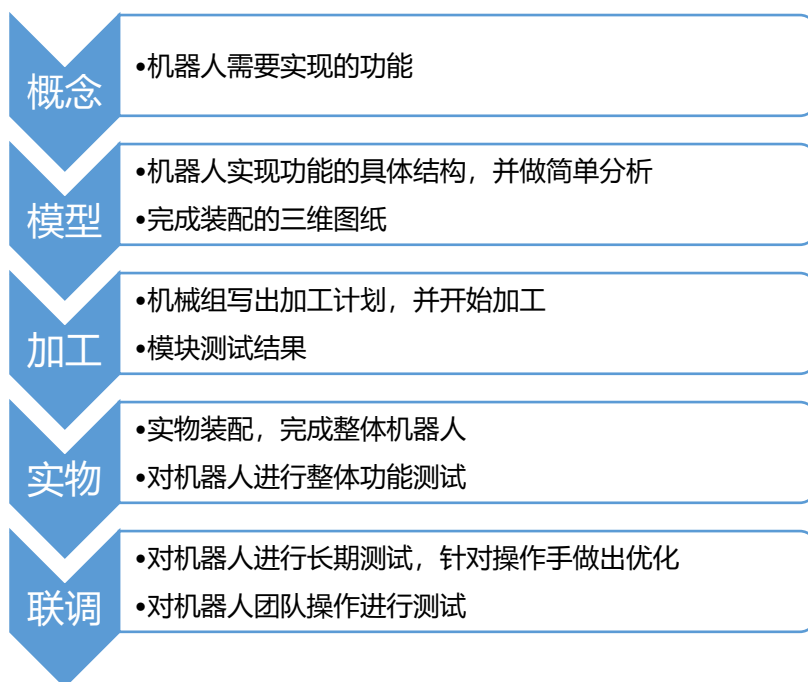 概念
•机器人需要实现的功能
模型
•机器人实现功能的具体结构，并做简单分析
•完成装配的三维图纸
加工
•机械组写出加工计划，并开始加工
•模块测试结果
实物
•实物装配，完成整体机器人
•对机器人进行整体功能测试
联调
•对机器人进行长期测试，针对操作手做出优化
•对机器人团队操作进行测试